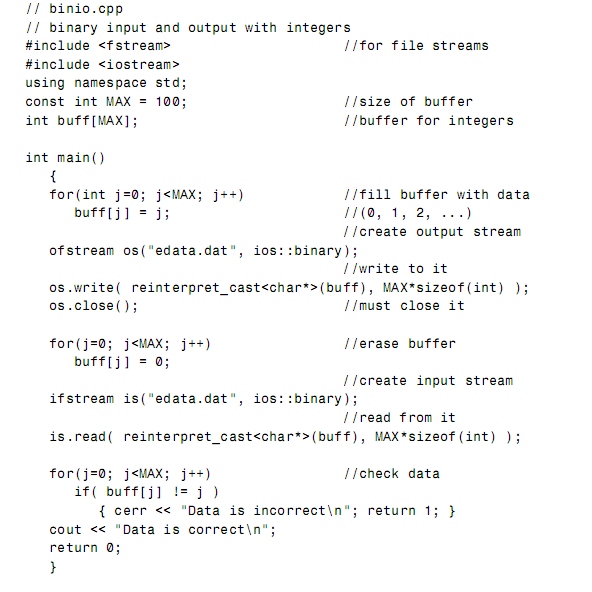 // binio.cpp
// binary input and output with integers
#include <fstream>                     //for file streams
#include <iostream>
using namespace std;
const int MAX = 100;                   //size of buffer
int buff[MAX];                         //buffer for integers

int main()
   {
   for(int j=0; j<MAX; j++)            //fill buffer with data
      buff[j] = j;                     //(0, 1, 2, ...)
                                       //create output stream
   ofstream os("edata.dat", ios::binary);
                                       //write to it
   os.write( reinterpret_cast<char*>(buff), MAX*sizeof(int) );
   os.close();                         //must close it

   for(j=0; j<MAX; j++)                //erase buffer
      buff[j] = 0;
                                       //create input stream
   ifstream is("edata.dat", ios::binary);
                                       //read from it
   is.read( reinterpret_cast<char*>(buff), MAX*sizeof(int) );

   for(j=0; j<MAX; j++)                //check data
      if( buff[j] != j )
         { cerr << "Data is incorrect\n"; return 1; }
   cout << "Data is correct\n";
   return 0;
   }